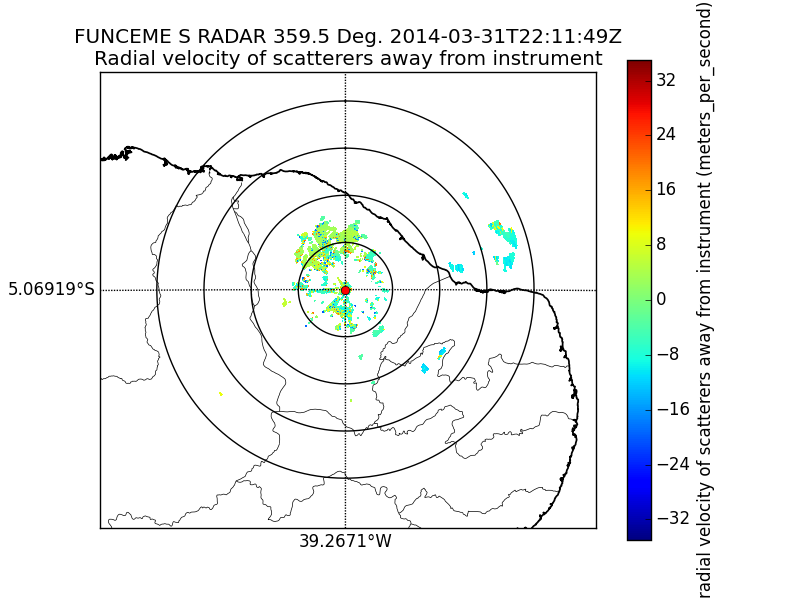 FUNCEME S RADAR 359.5 Deg. 2014-03-31T22:11:49Z
Radial velocity of scatterers away from instrument
5.06919°S
39.2671°W
32
24
16
8
0
−8
−16
−24
−32
radial velocity of scatterers away from instrument (meters_per_second)